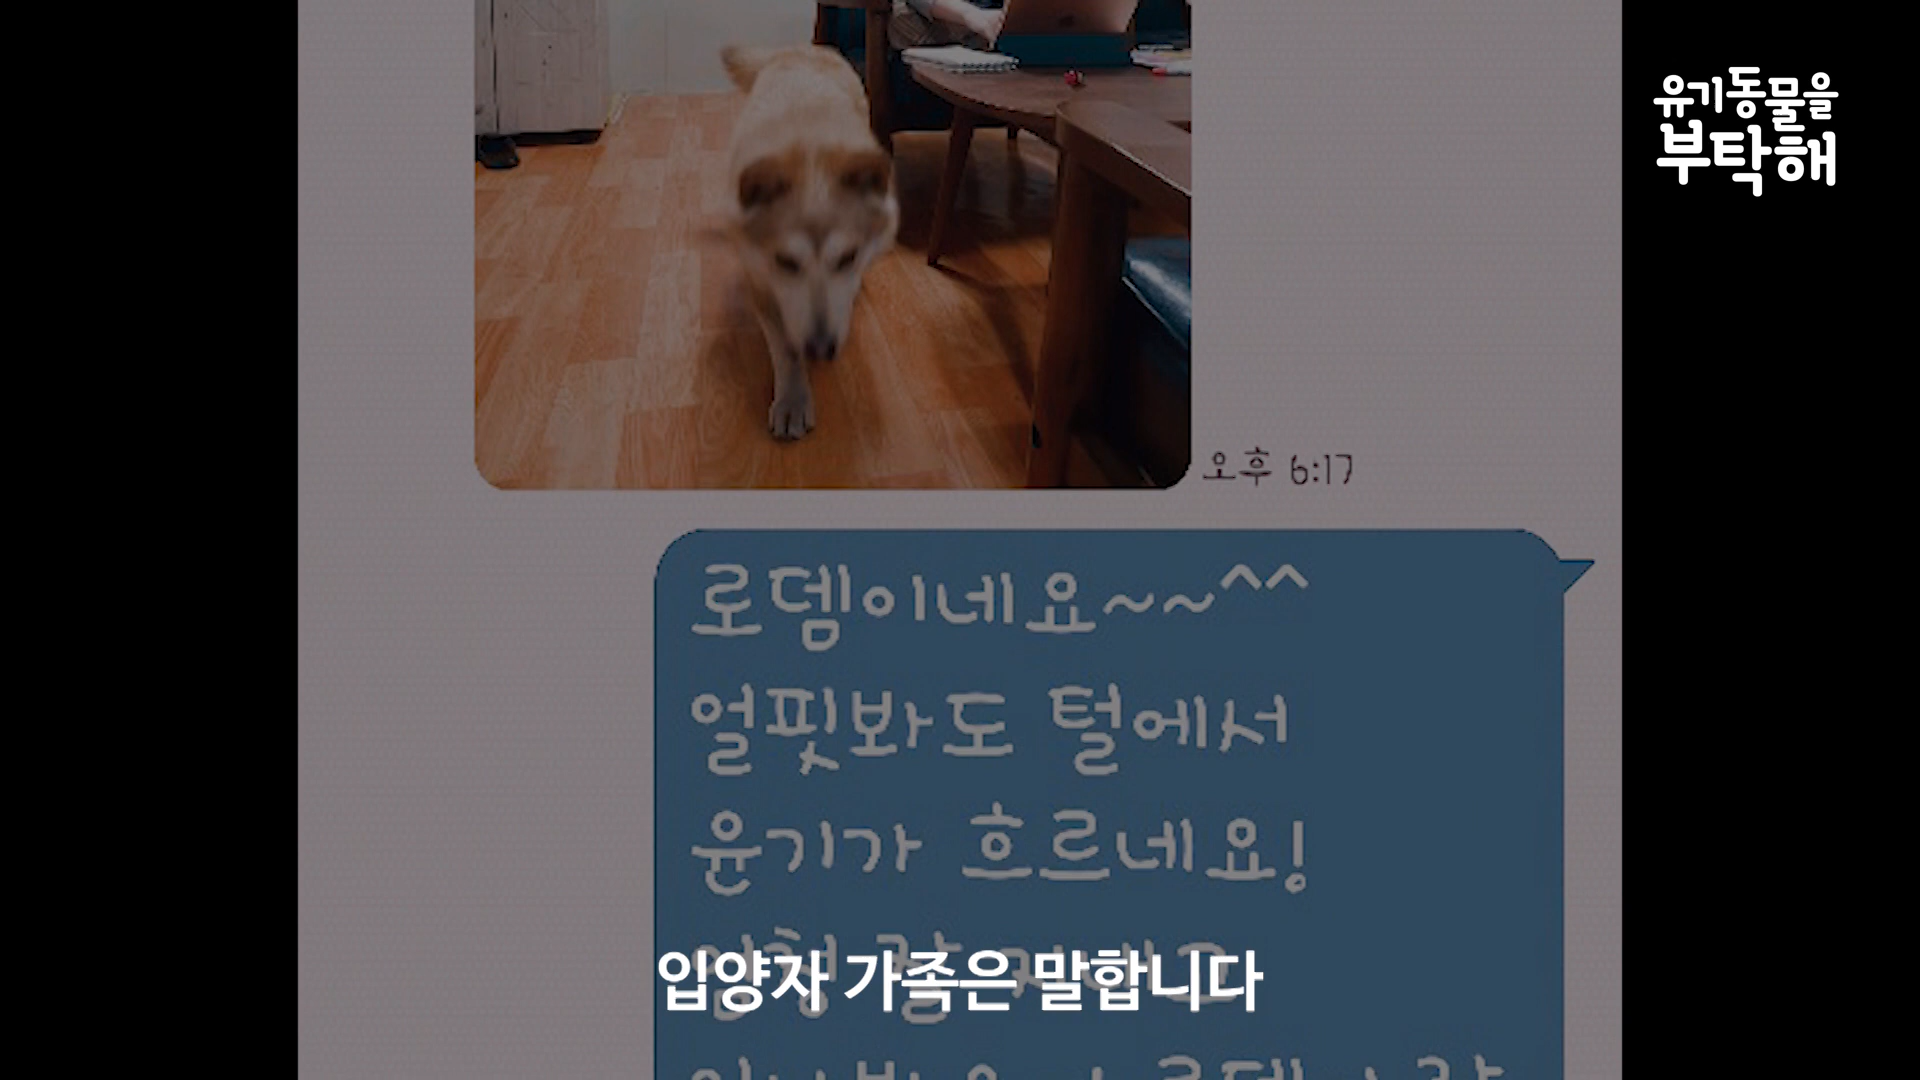 유기동물을
부탁해
오후 6:17
로뎀이네요~~^^
얼핏봐도 털에서
윤기가 흐르네요!
입양자 가족은 말합니다